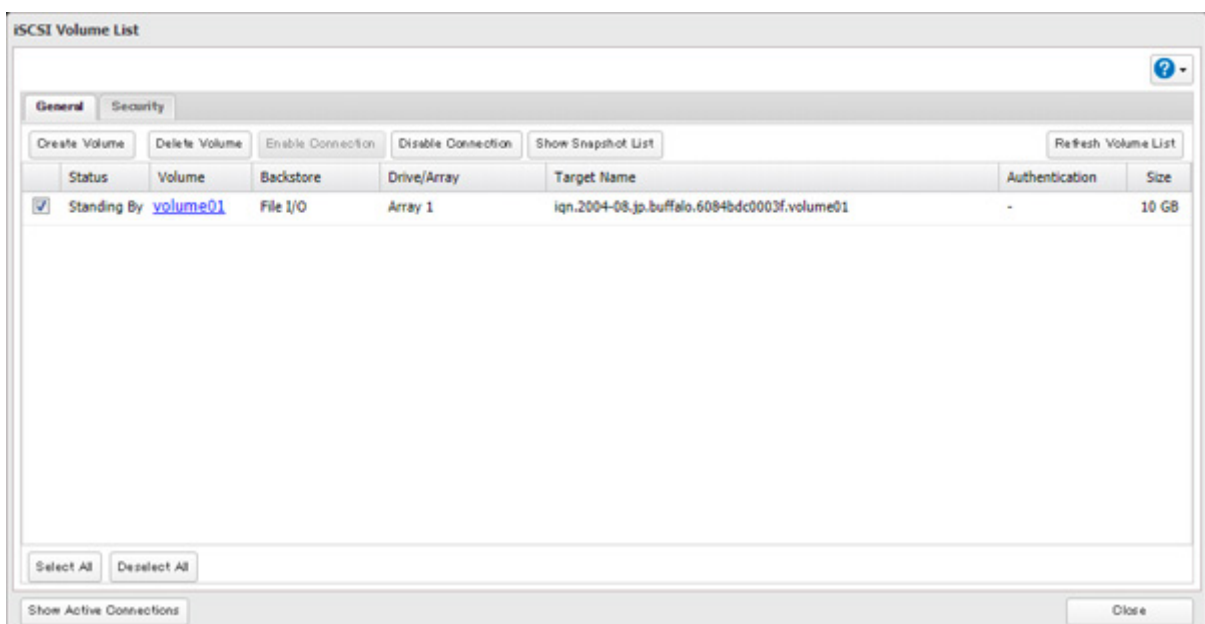 iSCSI Volume List
?
General Security
Create Volume Delete Volume Enable Connection Disable Connection Show Snapshot List Refresh Volume List
Status Volume Backstore Drive/Array Target Name Authentication Size
Standing By volume01 File I/O Array 1 iqn.2004-08.jp.buffalo.6084bdc0003f.volume01 - 10 GB
Select All Deselect All
Show Active Connections Close